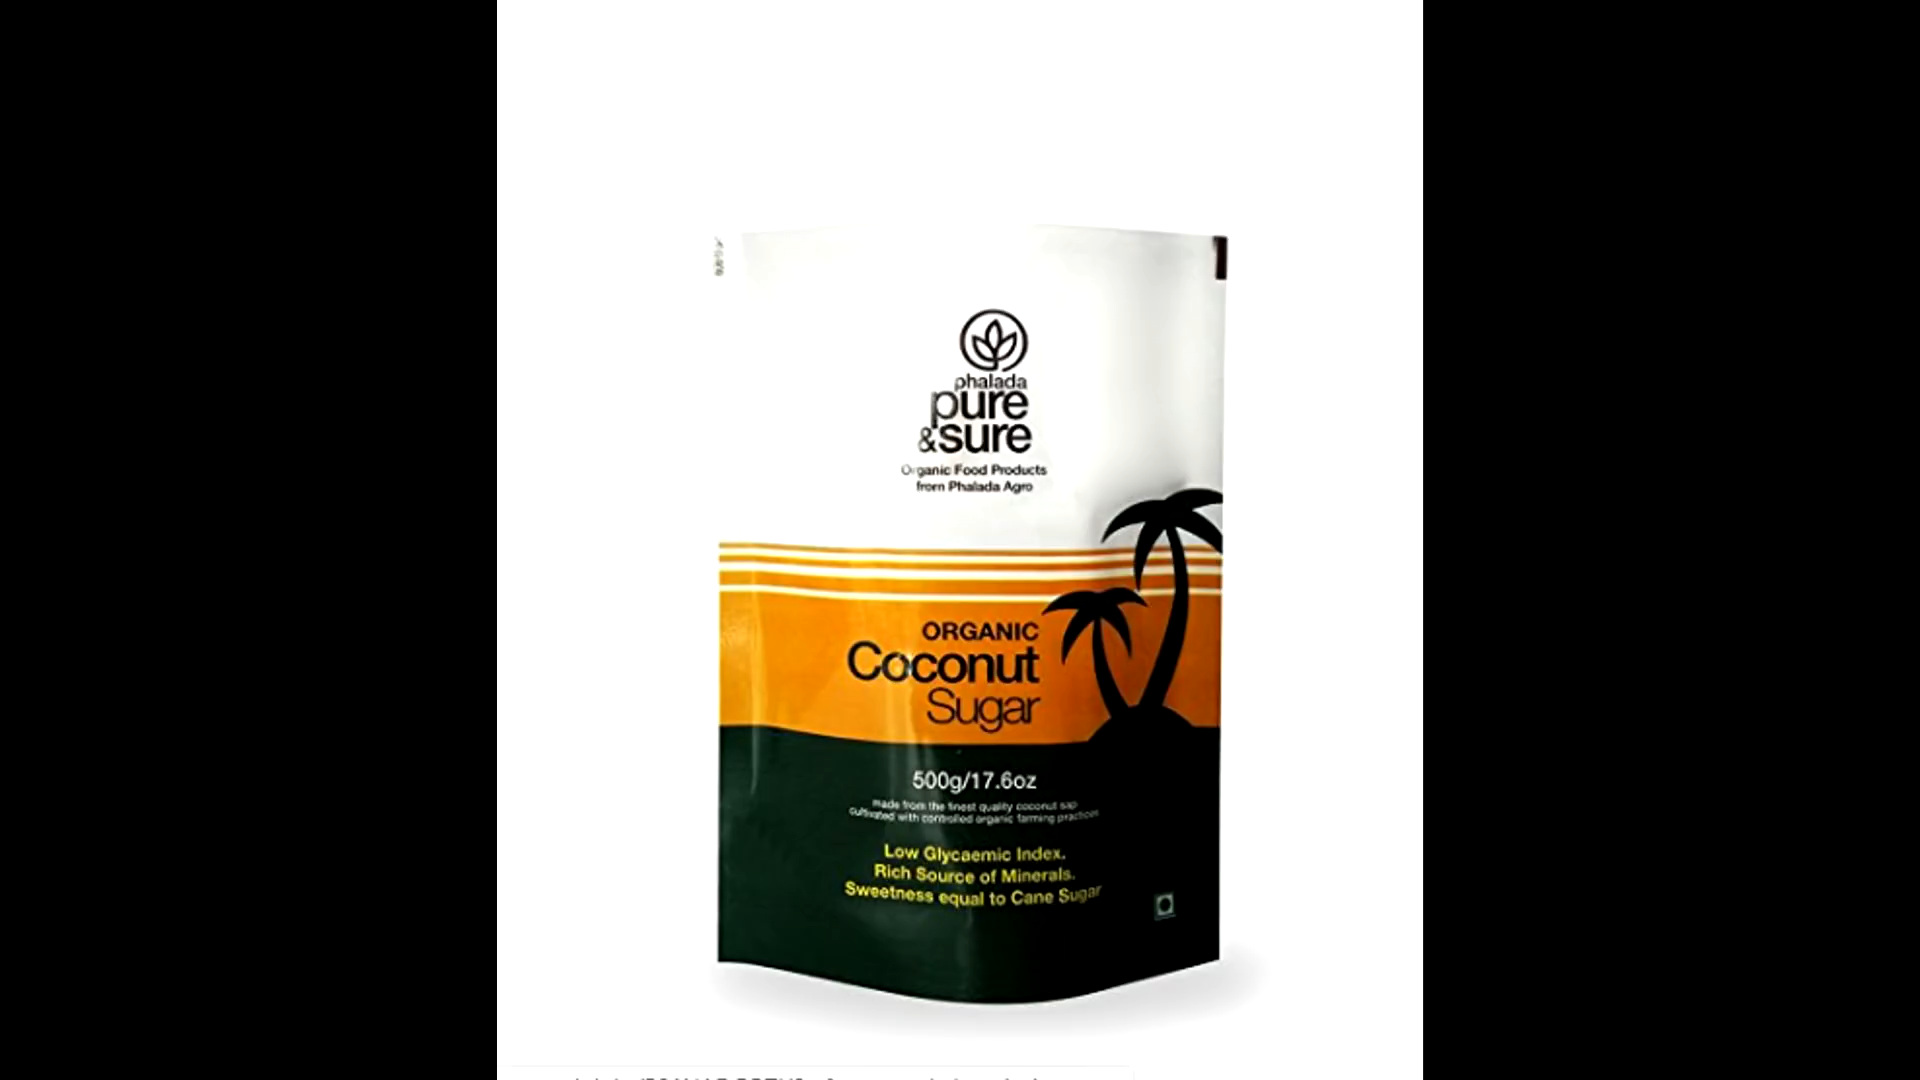 phalada
pure
&sure
Organic Food Products
from Phalada Agro
ORGANIC
Coconut
Sugar
500g/17.6oz
made from the finest quality coconut sap
cultivated with controlled organic farming practices
Low Glycaemic Index.
Rich Source of Minerals.
Sweetness equal to Cane Sugar